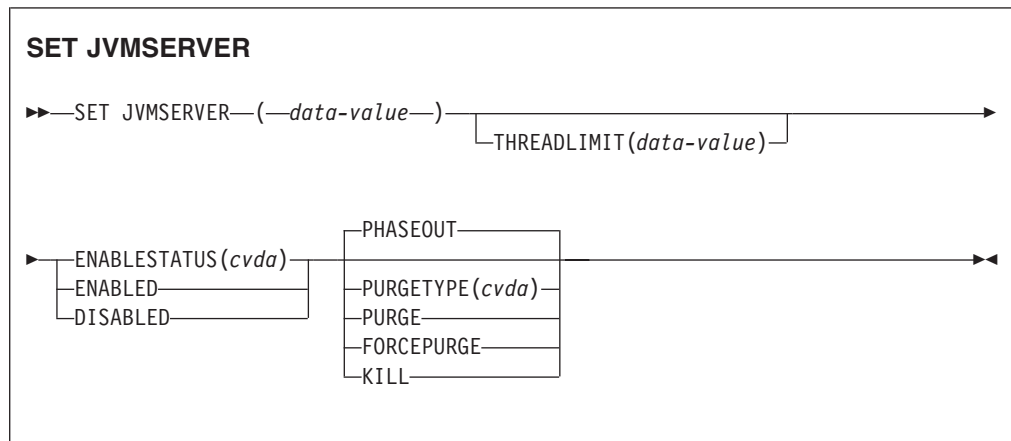 SET JVMSERVER
SET JVMSERVER ( data-value )
THREADLIMIT(data-value)
PHASEOUT
ENABLESTATUS(cvda)
PURGETYPE(cvda)
ENABLED
PURGE
DISABLED
FORCEPURGE
KILL